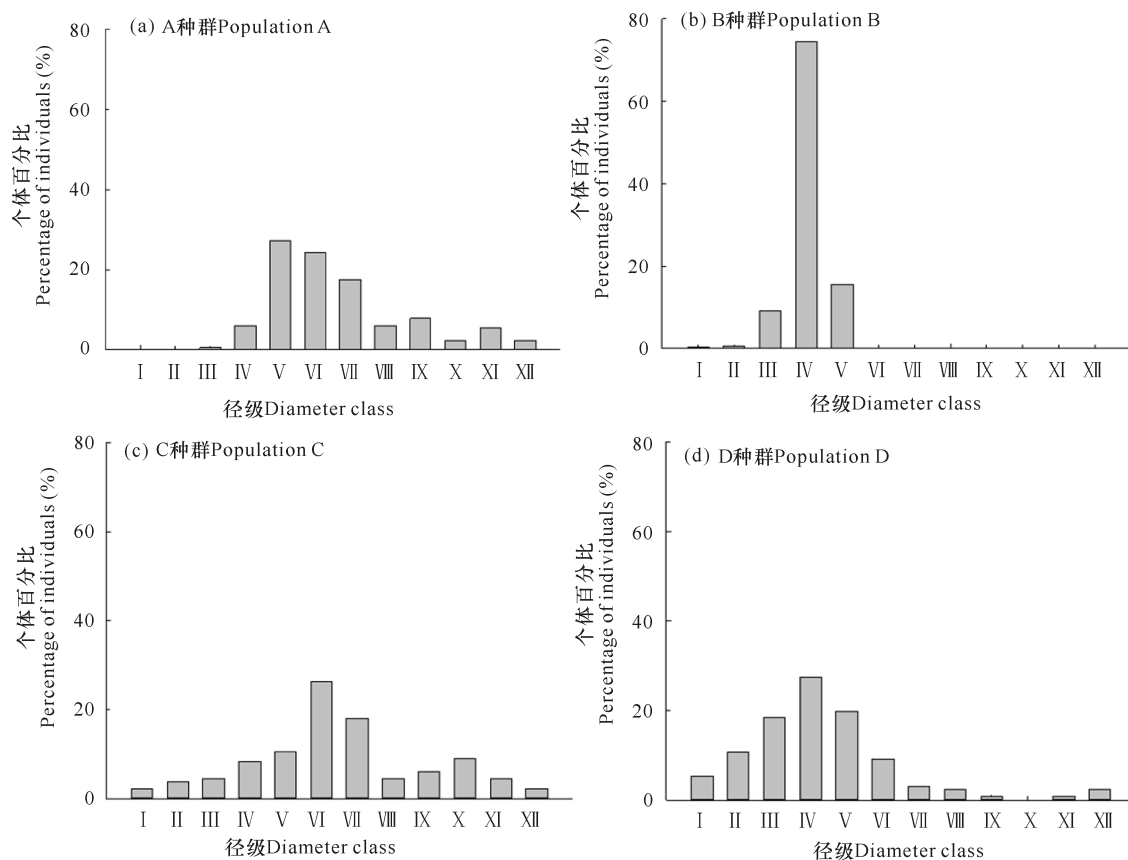 (a) A种群Population A
80
60
40
20
0
个体百分比
Percentage of individuals (%)
Ⅰ Ⅱ Ⅲ Ⅳ Ⅴ Ⅵ Ⅶ Ⅷ Ⅸ Ⅹ Ⅺ Ⅻ
径级Diameter class
(b) B种群Population B
80
60
40
20
0
个体百分比
Percentage of individuals (%)
Ⅰ Ⅱ Ⅲ Ⅳ Ⅴ Ⅵ Ⅶ Ⅷ Ⅸ Ⅹ Ⅺ Ⅻ
径级Diameter class
(c) C种群Population C
80
60
40
20
0
个体百分比
Percentage of individuals (%)
Ⅰ Ⅱ Ⅲ Ⅳ Ⅴ Ⅵ Ⅶ Ⅷ Ⅸ Ⅹ Ⅺ Ⅻ
径级Diameter class
(d) D种群Population D
80
60
40
20
0
个体百分比
Percentage of individuals (%)
Ⅰ Ⅱ Ⅲ Ⅳ Ⅴ Ⅵ Ⅶ Ⅷ Ⅸ Ⅹ Ⅺ Ⅻ
径级Diameter class